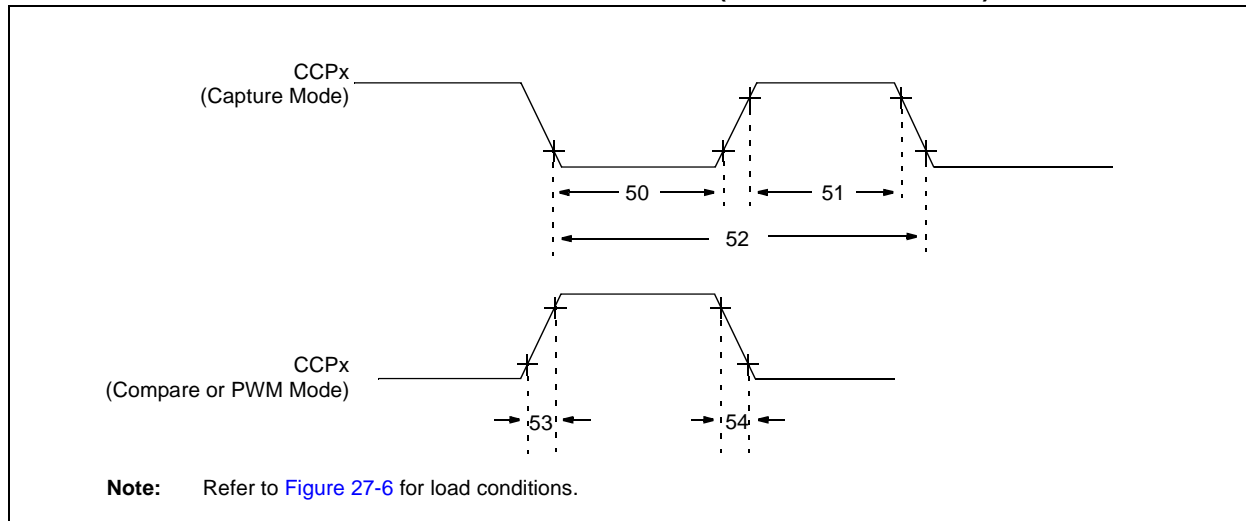 CCPx
(Capture Mode)
50
51
52
CCPx
(Compare or PWM Mode)
53
54
Note: Refer to Figure 27-6 for load conditions.